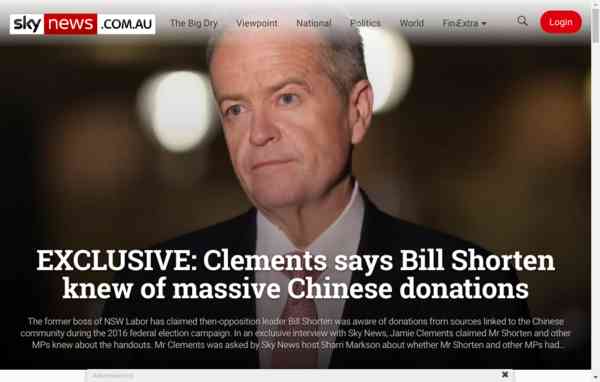 sky news .COM.AU The Big Dry Viewpoint National Politics World Extra Login
EXCLUSIVE: Clements says Bill Shorten
knew of massive Chinese donations
The former boss of NSW Labor has claimed then-opposition leader Bill Shorten was aware of donations from sources linked to the Chinese
community during the 2016 federal election campaign. In an exclusive interview with Sky News, Jamie Clements claimed Mr Shorten and other
MPs knew about the handouts. Mr Clements was asked by Sky News host Sharri Markson about whether Mr Shorten and other MPs had...
Advertisement